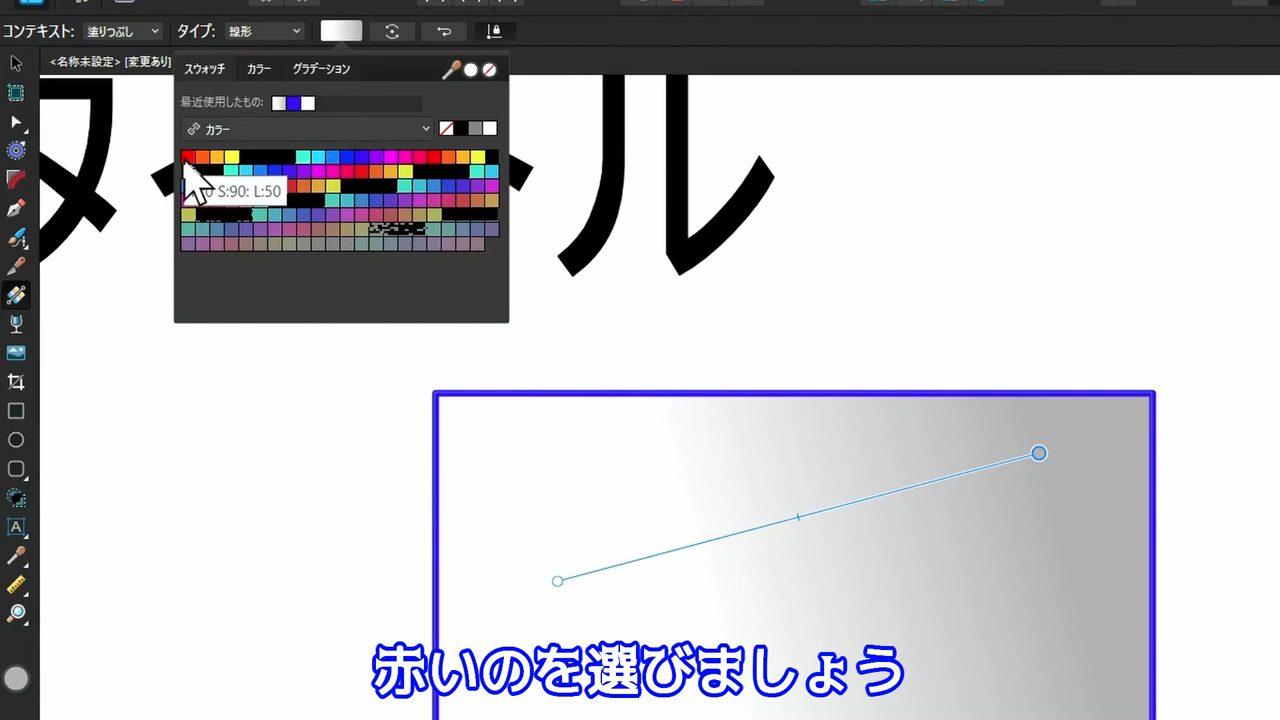 コンテキスト: 塗りつぶし タイプ: 線形
<名称未設定> [変更あり]
スウォッチ カラー グラデーション
最近使用したもの:
カラー
0 S:90: L:50
ル
A
赤いのを選びましょう